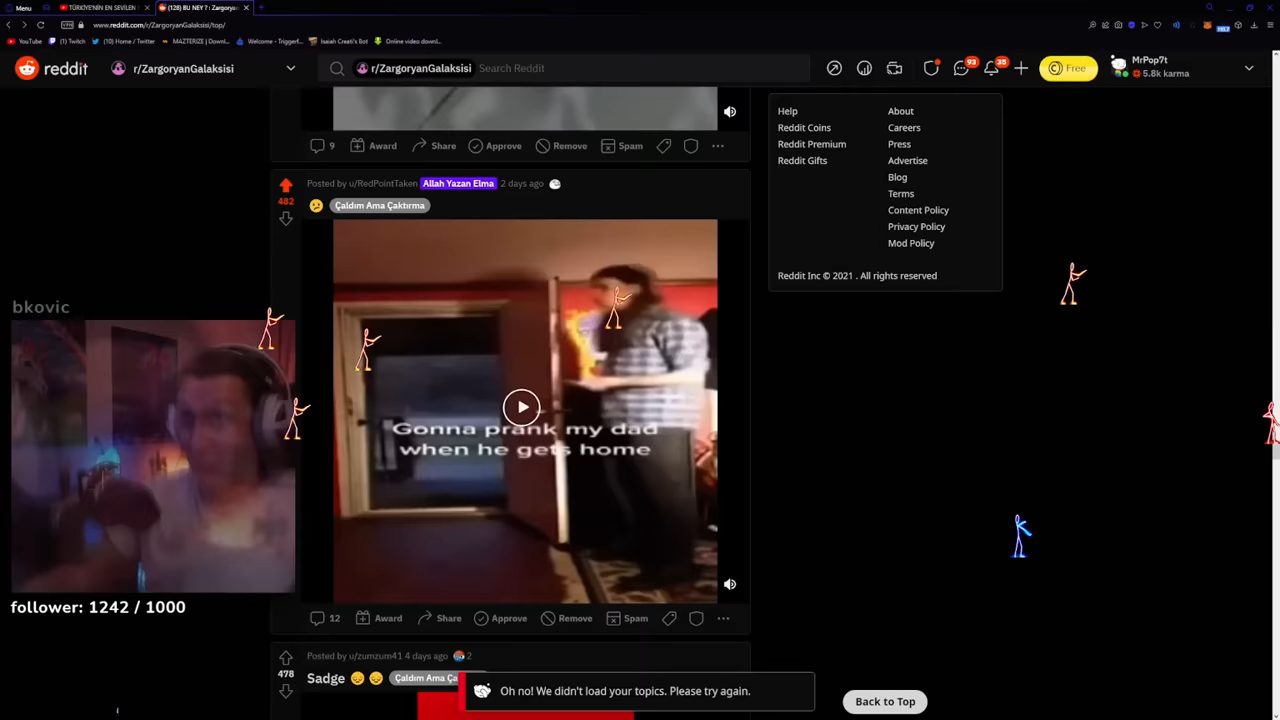 Menu
TÜRKİYE'NİN EN SEVİLEN
(128) BU NEY ? : Zargoryan
www.reddit.com/r/ZargoryanGalaksisi/top/
YouTube
(1) Twitch
(10) Home / Twitter
MAZTERIZE | Downl...
Welcome - Triggerf...
Isaiah Creati's Bot
Online video downl...
reddit
r/ZargoryanGalaksisi
r/ZargoryanGalaksisi Search Reddit
93
35
Free
MrPop7t
5.8k karma
9 Award Share Approve Remove Spam
Help
Reddit Coins
Reddit Premium
Reddit Gifts
About
Careers
Press
Advertise
Blog
Terms
Content Policy
Privacy Policy
Mod Policy
Reddit Inc © 2021 . All rights reserved
482
Posted by u/RedPointTaken Allah Yazan Elma 2 days ago
Çaldım Ama Çaktırma
Gonna prank my dad
when he gets home
12 Award Share Approve Remove Spam
bkovic
follower: 1242 / 1000
478
Posted by u/zumzum41 4 days ago 2
Sadge Çaldım Ama Ça
Oh no! We didn't load your topics. Please try again.
Back to Top